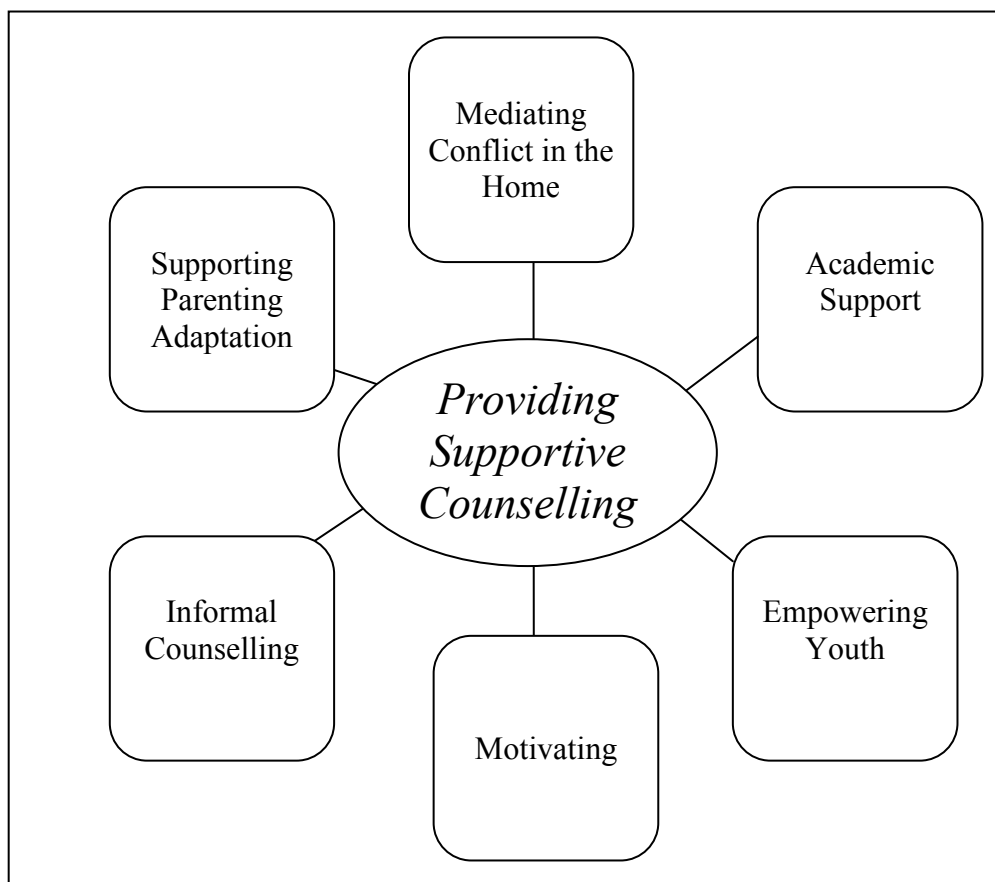 Mediating
Conflict in the
Home
Supporting
Parenting
Adaptation
Academic
Support
Providing
Supportive
Counselling
Informal
Counselling
Empowering
Youth
Motivating